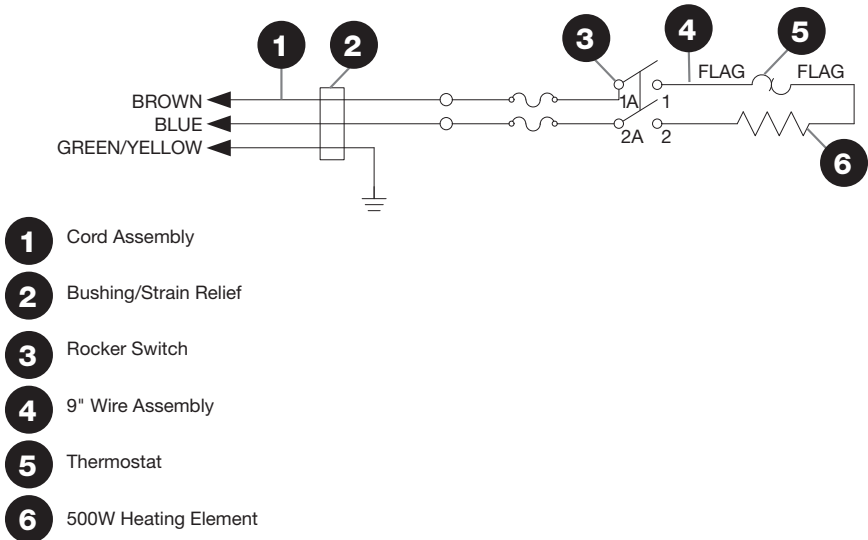 1 2 3 4 5
FLAG FLAG
BROWN
1A 1
BLUE
2A 2
GREEN/YELLOW
6
1 Cord Assembly
2 Bushing/Strain Relief
3 Rocker Switch
4 9" Wire Assembly
5 Thermostat
6 500W Heating Element